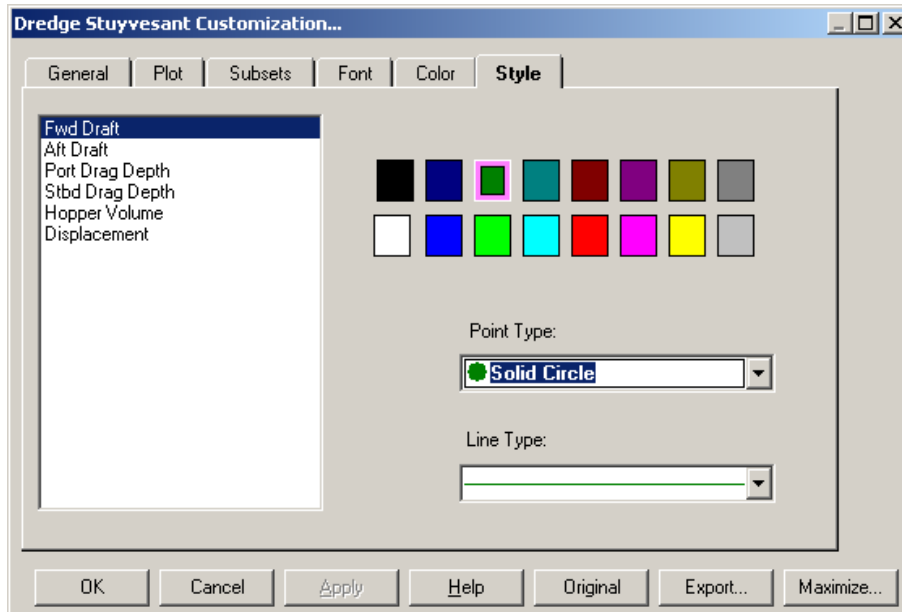 Dredge Stuyvesant Customization...
General Plot Subsets Font Color Style
Fwd Draft
Aft Draft
Port Drag Depth
Stbd Drag Depth
Hopper Volume
Displacement
Point Type:
Solid Circle
Line Type:
OK Cancel Apply Help Original Export... Maximize...